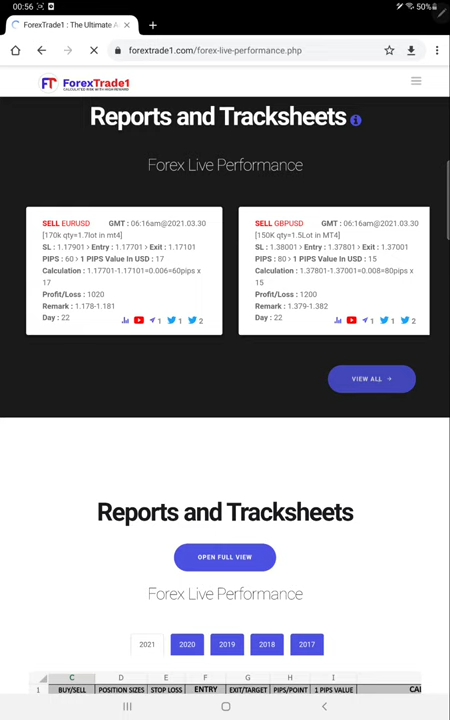 00:56
50%
ForexTrade1 : The Ultimate A
forextrade1.com/forex-live-performance.php
FT ForexTrade1
CALCULATED RISK WITH HIGH REWARD
Reports and Tracksheets
Forex Live Performance
SELL EURUSD GMT : 06:16am@2021.03.30
[170k qty=1.7lot in mt4]
SL : 1.17901 > Entry : 1.17701 > Exit : 1.17101
PIPS : 60 > 1 PIPS Value In USD : 17
Calculation : 1.17701-1.17101=0.006=60pips x
17
Profit/Loss : 1020
Remark : 1.178-1.181
Day : 22
1 1 2
SELL GBPUSD GMT : 06:16am@2021.03.30
[150K qty=1.5Lot in MT4]
SL : 1.38001 > Entry : 1.37801 > Exit : 1.37001
PIPS : 80 > 1 PIPS Value In USD : 15
Calculation : 1.37801-1.37001=0.008=80pips x
15
Profit/Loss : 1200
Remark : 1.379-1.382
Day : 22
1 1 2
VIEW ALL →
Reports and Tracksheets
OPEN FULL VIEW
Forex Live Performance
2021 2020 2019 2018 2017
C D E F G H I
1 BUY/SELL POSITION SIZES STOP LOSS ENTRY EXIT/TARGET PIPS/POINT 1 PIPS VALUE CAL